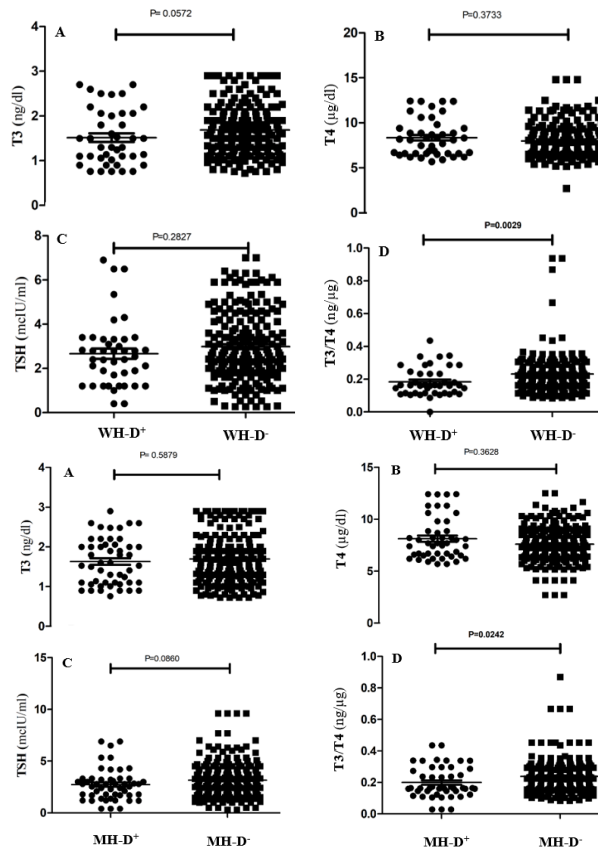 A
P= 0.0572
T3 (ng/dl)
4
3
2
1
0
B
P=0.3733
T4 (µg/dl)
20
15
10
5
0
C
P=0.2827
TSH (mcIU/ml)
8
6
4
2
0
WH-D+
WH-D-
D
P=0.0029
T3/T4 (ng/µg)
1.0
0.8
0.6
0.4
0.2
0.0
WH-D+
WH-D-
A
P= 0.5879
T3 (ng/dl)
4
3
2
1
0
B
P=0.3628
T4 (µg/dl)
15
10
5
0
C
P=0.0860
TSH (mcIU/ml)
15
10
5
0
MH-D+
MH-D-
D
P=0.0242
T3/T4 (ng/µg)
1.0
0.8
0.6
0.4
0.2
0.0
MH-D+
MH-D-